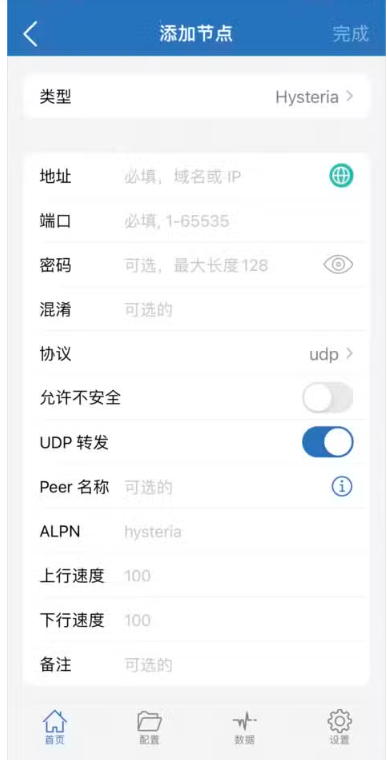 添加节点 完成
类型 Hysteria
地址 必填，域名或 IP
端口 必填, 1-65535
密码 可选，最大长度128
混淆 可选的
协议 udp
允许不安全
UDP 转发
Peer 名称 可选的
ALPN hysteria
上行速度 100
下行速度 100
备注 可选的
首页 配置 数据 设置